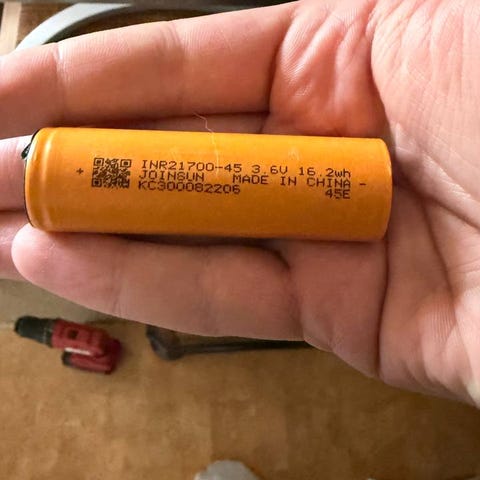 INR21700-45 3.6V 16.2wh
JOINSUN MADE IN CHINA
KC300082206
45E
+
-